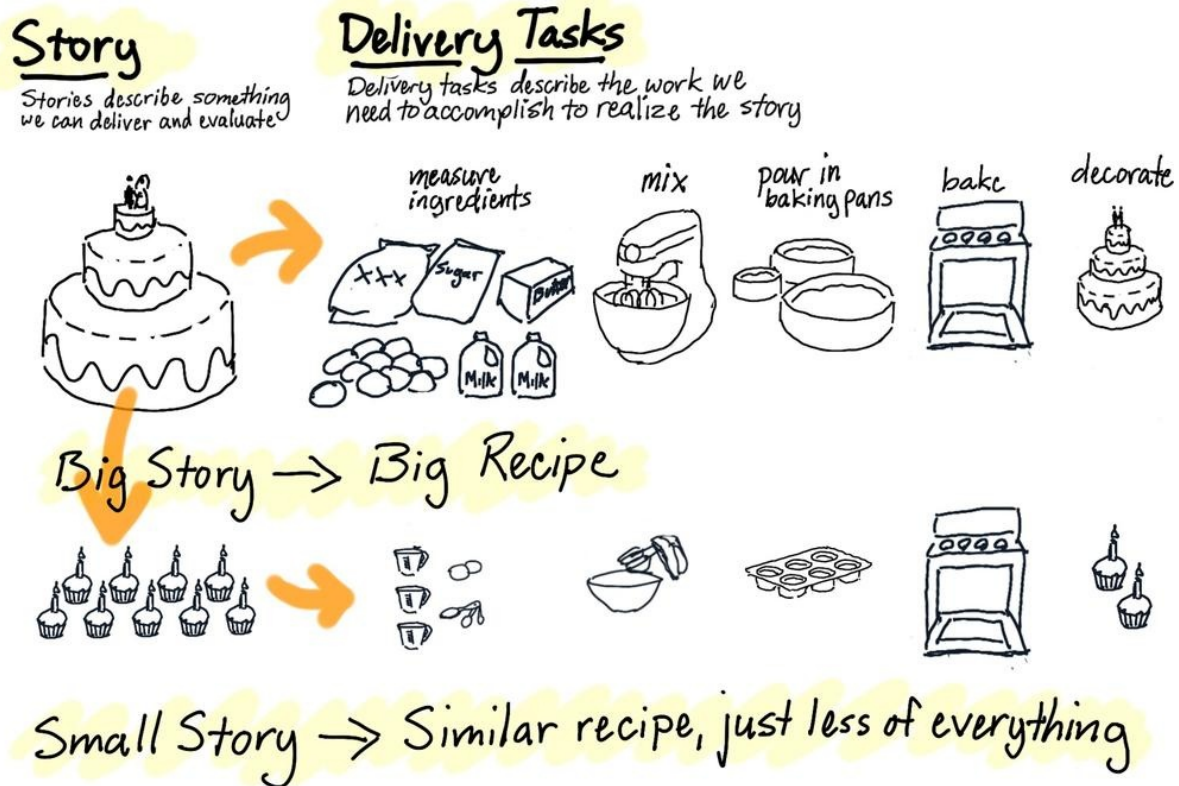 Story
Stories describe something
we can deliver and evaluate
Delivery Tasks
Delivery tasks describe the work we
need to accomplish to realize the story
measure
ingredients
mix
pour in
baking pans
bake
decorate
XXX
Sugar
Butter
Milk
Milk
Big Story → Big Recipe
Small Story → Similar recipe, just less of everything